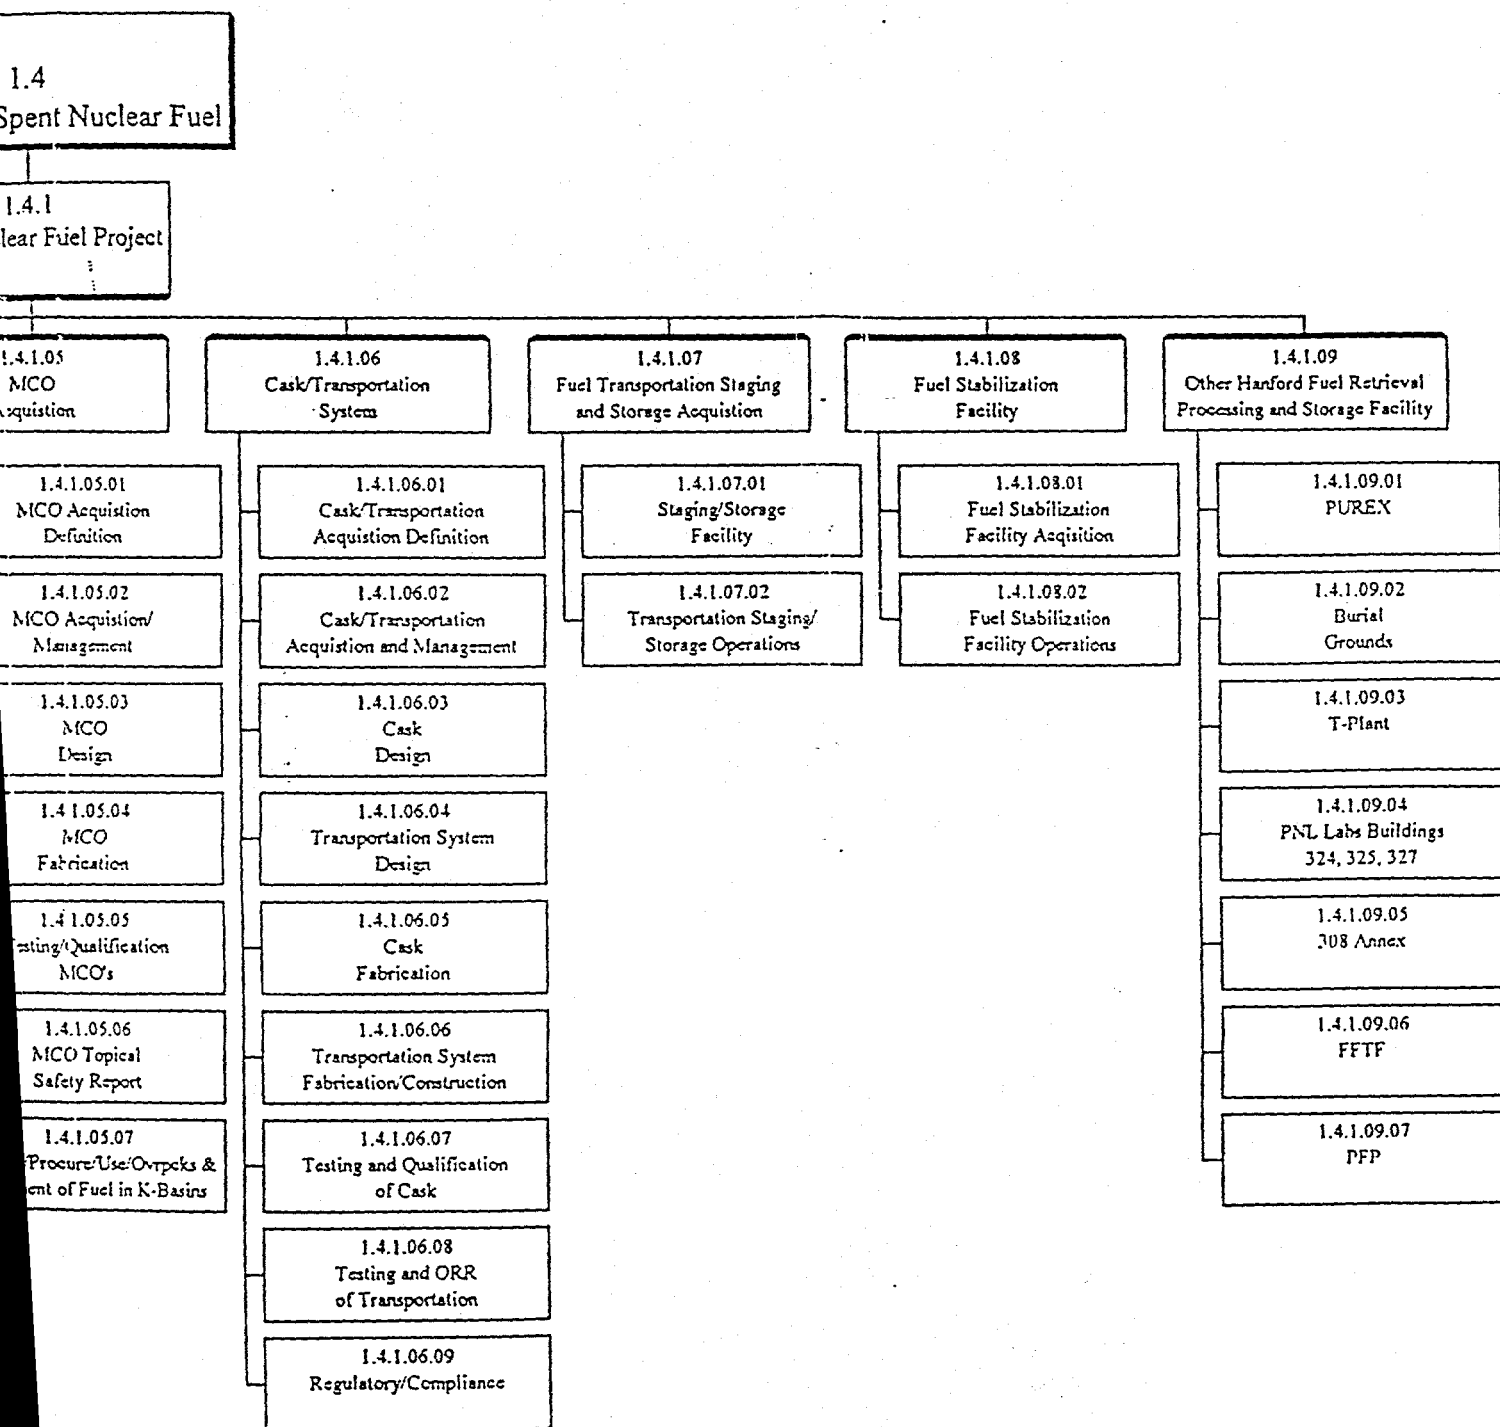 1.4
Spent Nuclear Fuel
1.4.1
lear Fuel Project
1.4.1.05
MCO
quistion
1.4.1.06
Cask/Transportation
System
1.4.1.07
Fuel Transportation Staging
and Storage Acquistion
1.4.1.08
Fuel Stabilization
Facility
1.4.1.09
Other Hanford Fuel Retrieval
Processing and Storage Facility
1.4.1.05.01
MCO Acquistion
Definition
1.4.1.05.02
MCO Acquistion/
Management
1.4.1.05.03
MCO
Design
1.4 1.05.04
MCO
Fabrication
1.4 1.05.05
esting/Qualification
MCO's
1.4.1.05.06
MCO Topical
Safety Report
1.4.1.05.07
Procure/Use/Ovrpcks &
ent of Fuel in K-Basins
1.4.1.06.01
Cask/Transportation
Acquistion Definition
1.4.1.06.02
Cask/Transportation
Acquistion and Management
1.4.1.06.03
Cask
Design
1.4.1.06.04
Transportation System
Design
1.4.1.06.05
Cask
Fabrication
1.4.1.06.06
Transportation System
Fabrication/Construction
1.4.1.06.07
Testing and Qualification
of Cask
1.4.1.06.08
Testing and ORR
of Transportation
1.4.1.06.09
Regulatory/Compliance
1.4.1.07.01
Staging/Storage
Facility
1.4.1.07.02
Transportation Staging/
Storage Operations
1.4.1.08.01
Fuel Stabilization
Facility Acqisition
1.4.1.08.02
Fuel Stabilization
Facility Operations
1.4.1.09.01
PUREX
1.4.1.09.02
Burial
Grounds
1.4.1.09.03
T-Plant
1.4.1.09.04
PNL Labs Buildings
324, 325, 327
1.4.1.09.05
308 Annex
1.4.1.09.06
FFTF
1.4.1.09.07
PFP